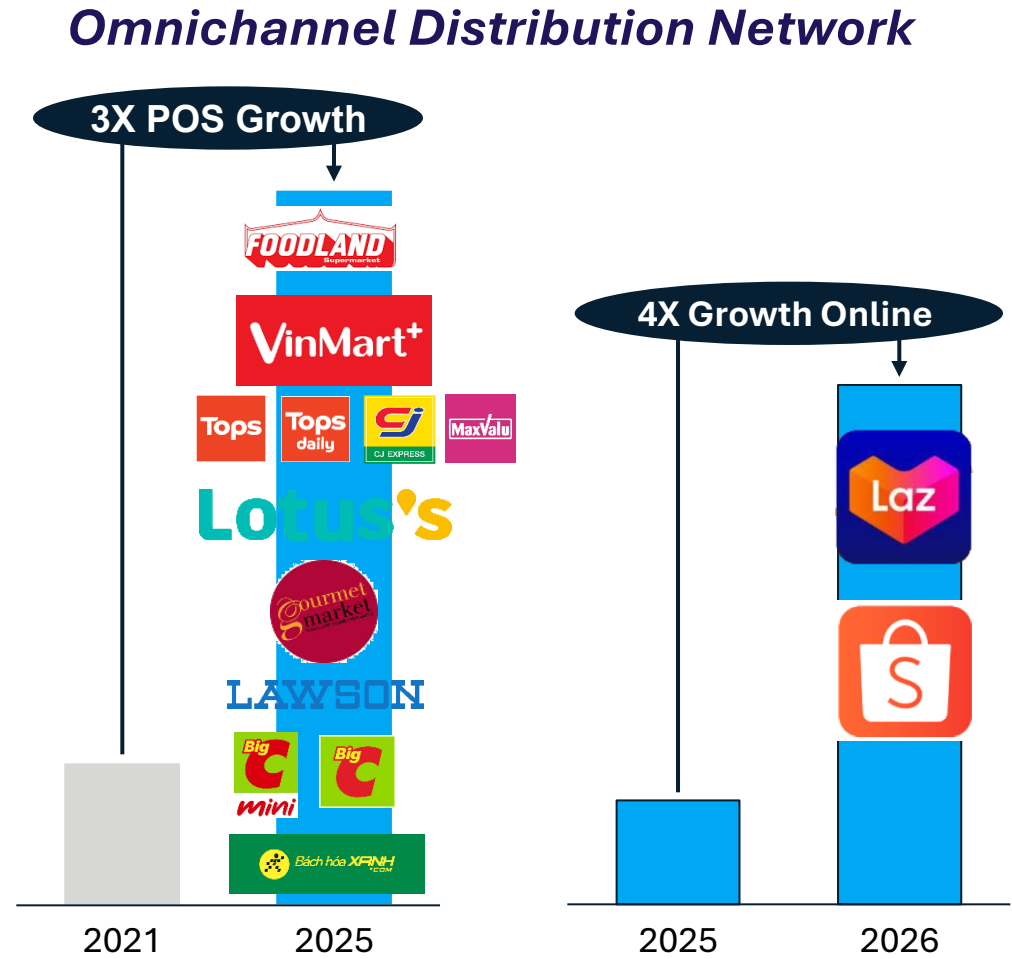 Omnichannel Distribution Network
3X POS Growth
FOODLAND
Supermarket
VinMart+
Tops
Tops
daily
CJ
CJ EXPRESS
MaxValu
Lotus's
gourmet
market
LAWSON
Big
C
mini
Big
C
Bách hóa XANH
.COM
2021
2025
4X Growth Online
Laz
S
2025
2026